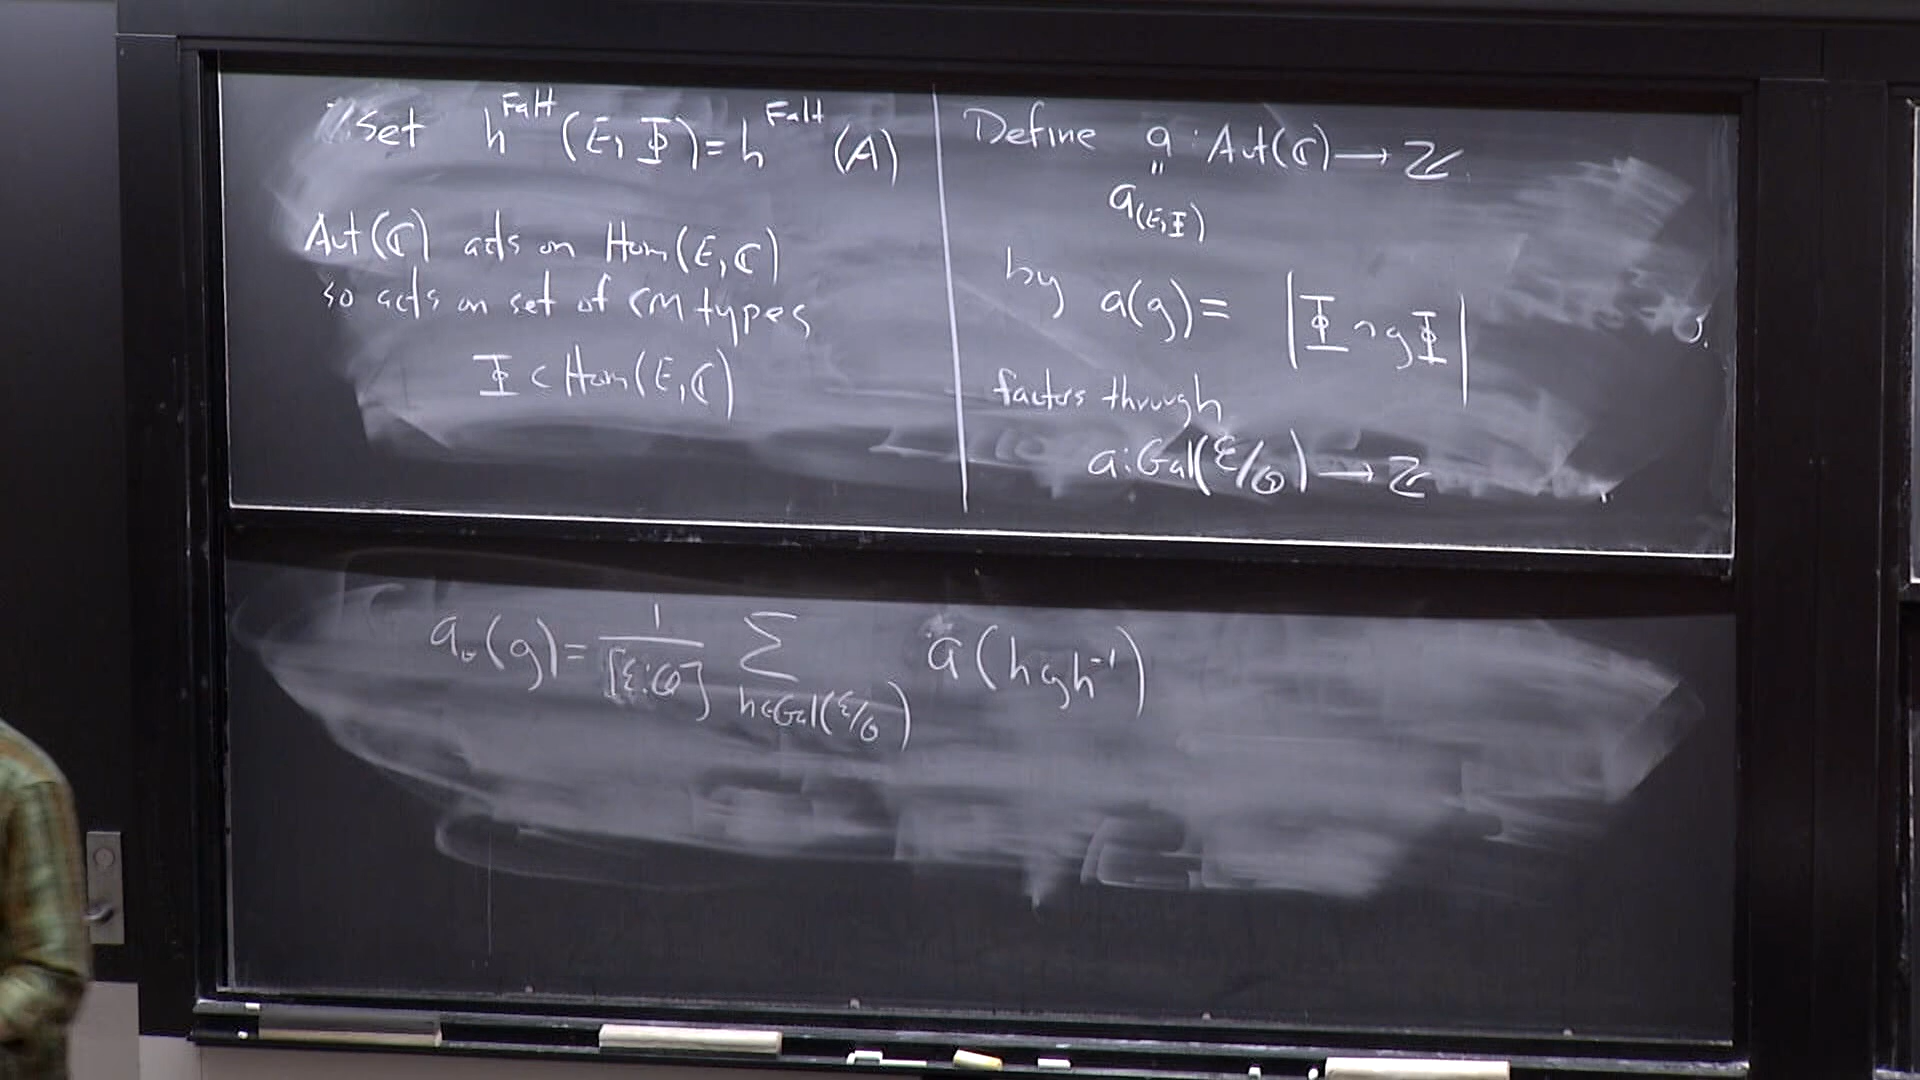 Set h^Falt (E, Φ) = h^Falt (A)
Aut(ℂ) acts on Hom(E, ℂ)
so acts on set of CM types
Φ ⊂ Hom(E, ℂ)
Define a : Aut(ℂ) → ℤ
"
a_(E,Φ)
by a(g) = |Φ ∩ gΦ|
factors through
a : Gal(ℰ/ℚ) → ℤ
a₀(g) = 1/[ℰ:ℚ] ∑_{h∈Gal(ℰ/ℚ)} a(hgh⁻¹)